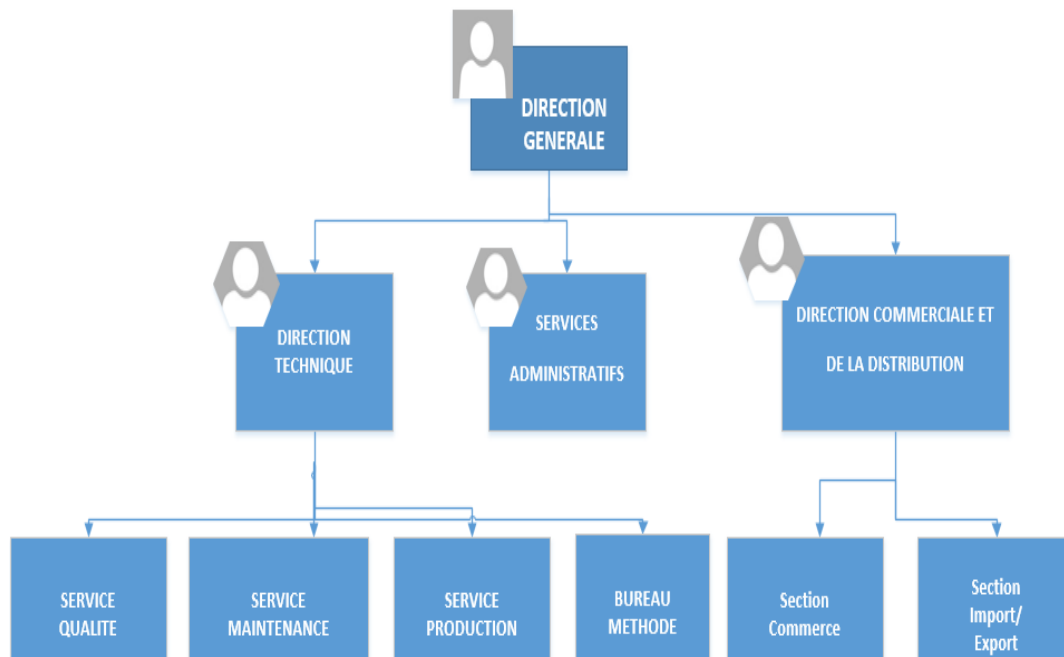 DIRECTION
GENERALE
DIRECTION
TECHNIQUE
SERVICES
ADMINISTRATIFS
DIRECTION COMMERCIALE ET
DE LA DISTRIBUTION
SERVICE
QUALITE
SERVICE
MAINTENANCE
SERVICE
PRODUCTION
BUREAU
METHODE
Section
Commerce
Section
Import/
Export